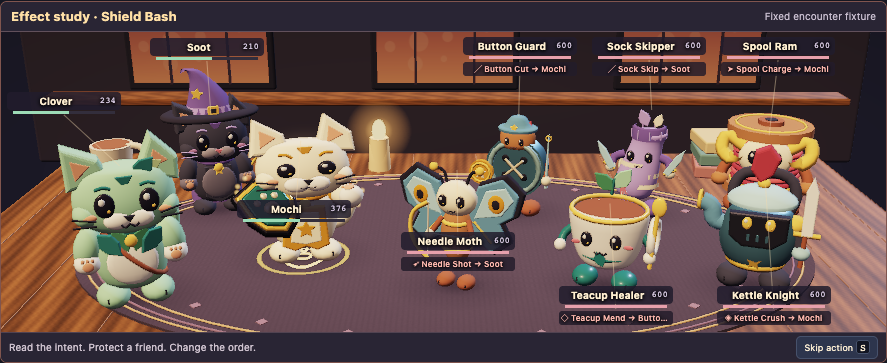 Effect study · Shield Bash
Fixed encounter fixture
Soot 210
Button Guard 600
Button Cut → Mochi
Sock Skipper 600
Sock Skip → Soot
Spool Ram 600
Spool Charge → Mochi
Clover 234
Mochi 376
Needle Moth 600
Needle Shot → Soot
Teacup Healer 600
Teacup Mend → Butto...
Kettle Knight 600
Kettle Crush → Mochi
Read the intent. Protect a friend. Change the order.
Skip action S